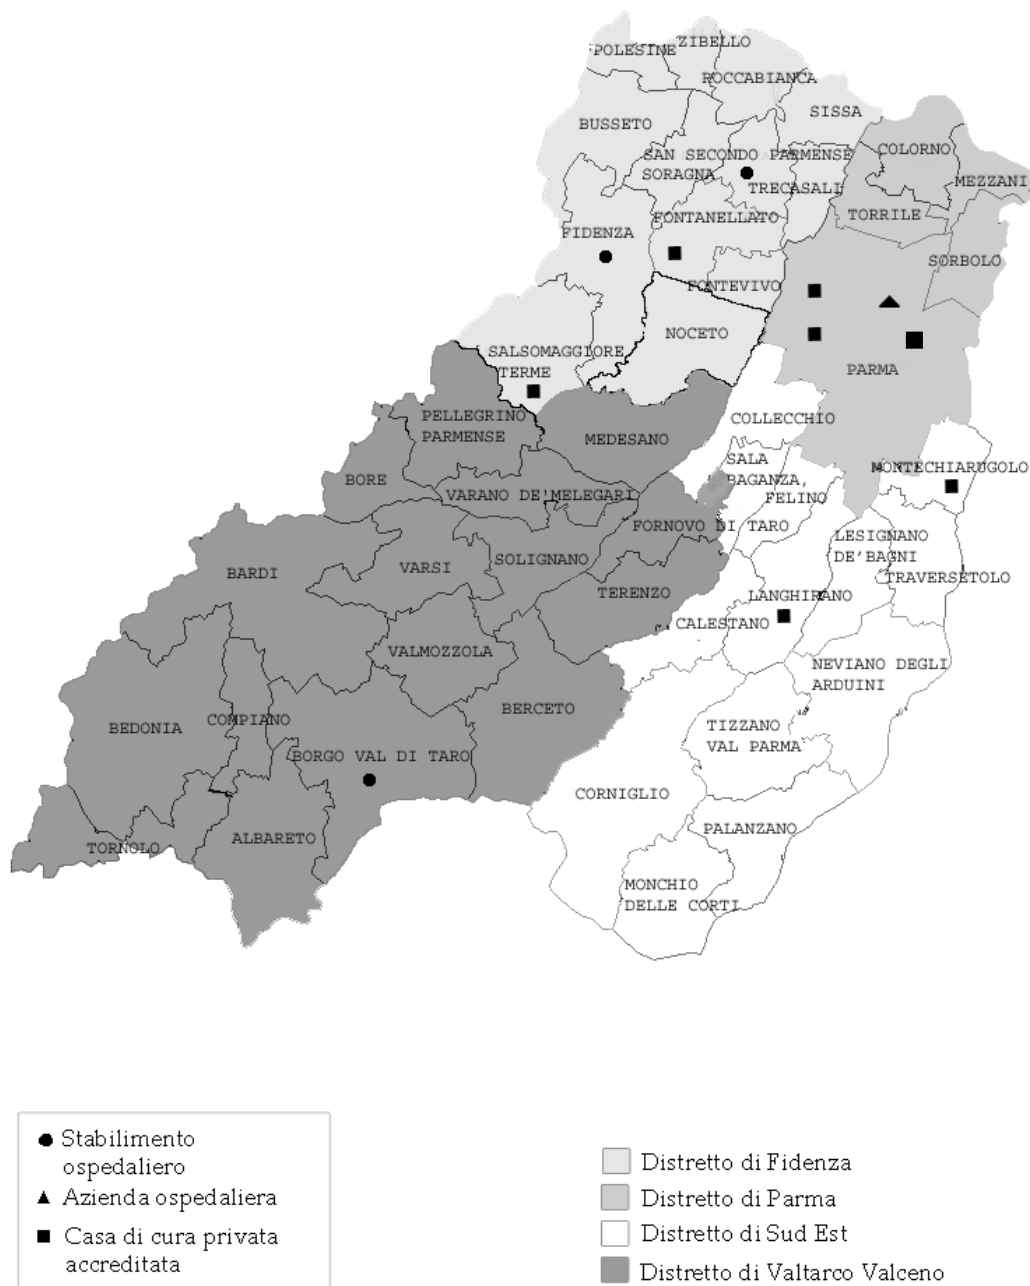 ZIBELLO
POLESINE
ROCCABIANCA
SISSA
BUSSETO
COLORNO
SAN SECONDO PARMENSE
SORAGNA
MEZZANI
TRECASALI
TORRILE
FONTANELLATO
FIDENZA
SORBOLO
FONTEVIVO
NOCETO
SALSOMAGGIORE
TERME
PARMA
PELLEGRINO
PARMENSE
COLLECCHIO
MEDESANO
SALA
BAGANZA,
MONTECHIARUGOLO
BORE
VARANO DE'MELEGARI
FELINO
FORNOVO DI TARO
LESIGNANO
DE'BAGNI
SOLIGNANO
VARSI
BARDI
TRAVERSETOLO
TERENZO
LANGHIRANO
CALESTANO
VALMOZZOLA
NEVIANO DEGLI
ARDUINI
BERCETO
COMPIANO
BEDONIA
TIZZANO
VAL PARMA
BORGO VAL DI TARO
CORNIGLIO
PALANZANO
ALBARETO
TORNOLO
MONCHIO
DELLE CORTI
Stabilimento
ospedaliero
Azienda ospedaliera
Casa di cura privata
accreditata
Distretto di Fidenza
Distretto di Parma
Distretto di Sud Est
Distretto di Valtarco Valceno